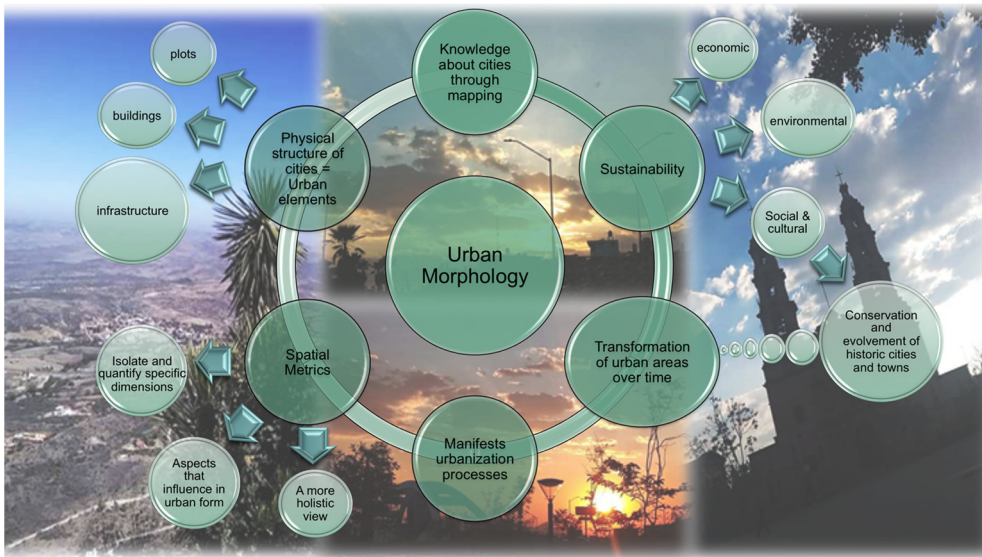 plots
buildings
infrastructure
Physical
structure of
cities =
Urban
elements
Knowledge
about cities
through
mapping
Sustainability
economic
environmental
Social &
cultural
Conservation
and
evolvement of
historic cities
and towns
Urban
Morphology
Transformation
of urban areas
over time
Manifests
urbanization
processes
Spatial
Metrics
Isolate and
quantify specific
dimensions
Aspects
that
influence in
urban form
A more
holistic
view